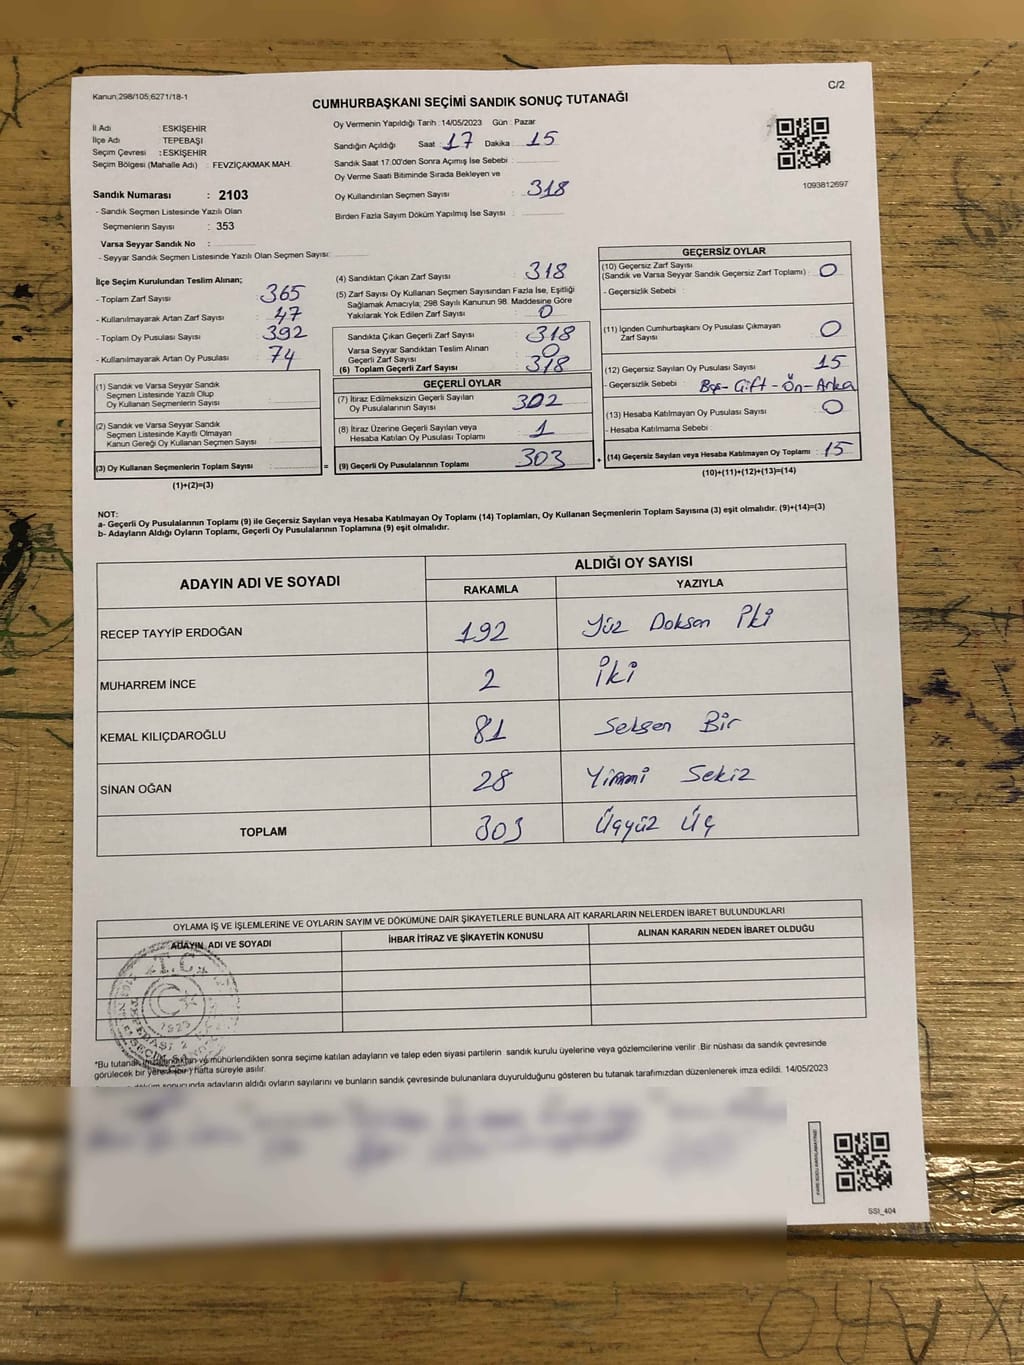 Kanun;298/105;6271/18-1
C/2
CUMHURBAŞKANI SEÇİMİ SANDIK SONUÇ TUTANAĞI
İl Adı : ESKİŞEHİR
İlçe Adı : TEPEBAŞI
Seçim Çevresi : ESKİŞEHİR
Seçim Bölgesi (Mahalle Adı) : FEVZİÇAKMAK MAH.
Sandık Numarası : 2103
- Sandık Seçmen Listesinde Yazılı Olan
Seçmenlerin Sayısı : 353
Varsa Seyyar Sandık No :
- Seyyar Sandık Seçmen Listesinde Yazılı Olan Seçmen Sayısı:
Oy Vermenin Yapıldığı Tarih : 14/05/2023 Gün : Pazar
Sandığın Açıldığı Saat : 17 Dakika : 15
Sandık Saat 17:00'den Sonra Açımış İse Sebebi :
Oy Verme Saati Bitiminde Sırada Bekleyen ve
Oy Kullandırılan Seçmen Sayısı : 318
Birden Fazla Sayım Döküm Yapılmış İse Sayısı :
1093812697
İlçe Seçim Kurulundan Teslim Alınan;
- Toplam Zarf Sayısı : 365
- Kullanılmayarak Artan Zarf Sayısı : 47
- Toplam Oy Pusulası Sayısı : 392
- Kullanılmayarak Artan Oy Pusulası : 74
(1) Sandık ve Varsa Seyyar Sandık
Seçmen Listesinde Yazılı Olup
Oy Kullanan Seçmenlerin Sayısı :
(2) Sandık ve Varsa Seyyar Sandık
Seçmen Listesinde Kayıtlı Olmayan
Kanun Gereği Oy Kullanan Seçmen Sayısı :
(3) Oy Kullanan Seçmenlerin Toplam Sayısı :
=
(1)+(2)=(3)
(4) Sandıktan Çıkan Zarf Sayısı : 318
(5) Zarf Sayısı Oy Kullanan Seçmen Sayısından Fazla İse, Eşitliği
Sağlamak Amacıyla; 298 Sayılı Kanunun 98. Maddesine Göre
Yakılarak Yok Edilen Zarf Sayısı : 0
Sandıkta Çıkan Geçerli Zarf Sayısı : 318
Varsa Seyyar Sandıktan Teslim Alınan
Geçerli Zarf Sayısı : 0
(6) Toplam Geçerli Zarf Sayısı : 318
GEÇERLİ OYLAR
(7) İtiraz Edilmeksizin Geçerli Sayılan
Oy Pusulalarının Sayısı : 302
(8) İtiraz Üzerine Geçerli Sayılan veya
Hesaba Katılan Oy Pusulası Toplamı : 1
(9) Geçerli Oy Pusulalarının Toplamı : 303
+
GEÇERSİZ OYLAR
(10) Geçersiz Zarf Sayısı
(Sandık ve Varsa Seyyar Sandık Geçersiz Zarf Toplamı) : 0
- Geçersizlik Sebebi :
(11) İçinden Cumhurbaşkanı Oy Pusulası Çıkmayan
Zarf Sayısı : 0
(12) Geçersiz Sayılan Oy Pusulası Sayısı : 15
- Geçersizlik Sebebi : Boş-Çift-Ön-Arka
(13) Hesaba Katılmayan Oy Pusulası Sayısı : 0
- Hesaba Katılmama Sebebi :
(14) Geçersiz Sayılan veya Hesaba Katılmayan Oy Toplamı : 15
(10)+(11)+(12)+(13)=(14)
NOT:
a- Geçerli Oy Pusulalarının Toplamı (9) ile Geçersiz Sayılan veya Hesaba Katılmayan Oy Toplamı (14) Toplamları, Oy Kullanan Seçmenlerin Toplam Sayısına (3) eşit olmalıdır. (9)+(14)=(3)
b- Adayların Aldığı Oyların Toplamı, Geçerli Oy Pusulalarının Toplamına (9) eşit olmalıdır.
ADAYIN ADI VE SOYADI ALDIĞI OY SAYISI
RAKAMLA YAZIYLA
RECEP TAYYİP ERDOĞAN 192 Yüz Doksan İki
MUHARREM İNCE 2 İki
KEMAL KILIÇDAROĞLU 81 Seksen Bir
SİNAN OĞAN 28 Yirmi Sekiz
TOPLAM 303 Üçyüz Üç
OYLAMA İŞ VE İŞLEMLERİNE VE OYLARIN SAYIM VE DÖKÜMÜNE DAİR ŞİKAYETLERLE BUNLARA AİT KARARLARIN NELERDEN İBARET BULUNDUKLARI
ADAYIN ADI VE SOYADI İHBAR İTİRAZ VE ŞİKAYETİN KONUSU ALINAN KARARIN NEDEN İBARET OLDUĞU
T.C.
1923
*Bu tutanak ve mühürlendikten sonra seçime katılan adayların ve talep eden siyasi partilerin sandık kurulu üyelerine veya gözlemcilerine verilir. Bir nüshası da sandık çevresinde
görülecek bir yere hafta süreyle asılır.
sonucunda adayların aldığı oyların sayılarını ve bunların sandık çevresinde bulunanlara duyurulduğunu gösteren bu tutanak tarafımızdan düzenlenerek imza edildi. 14/05/2023
SSI_404